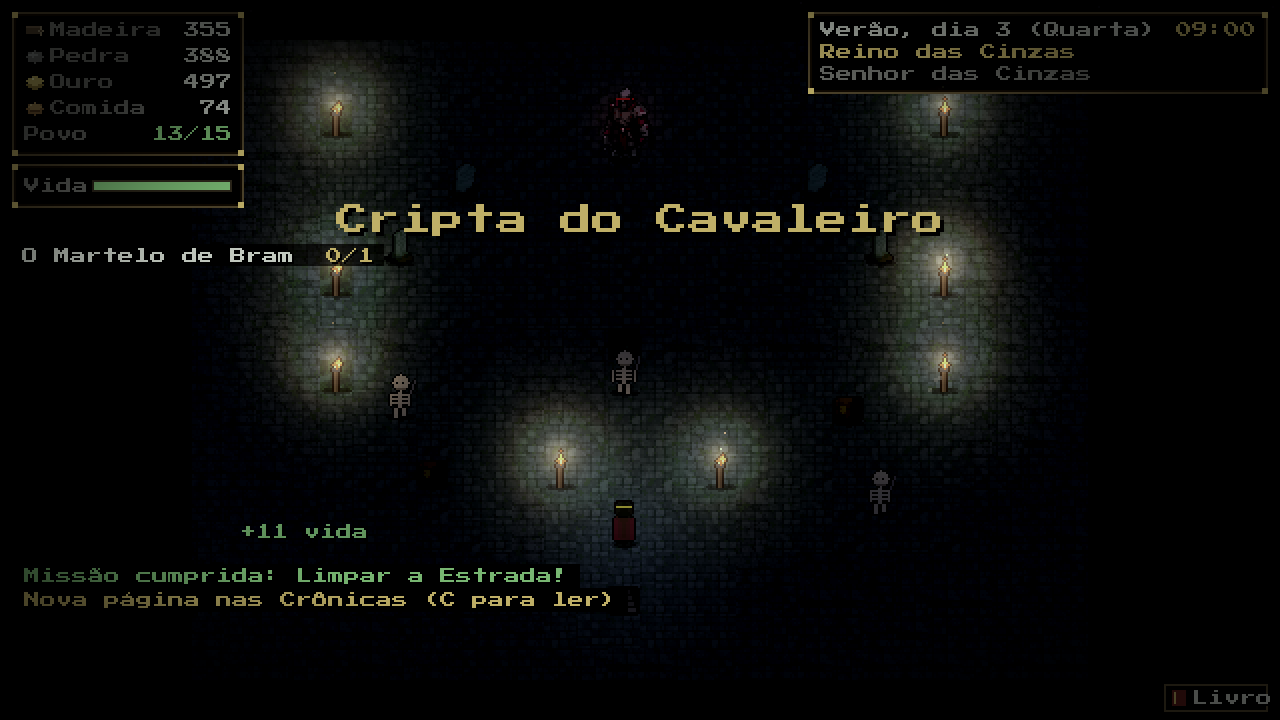 Madeira 355
Pedra 388
Ouro 497
Comida 74
Povo 13/15
Vida
Verão, dia 3 (Quarta) 09:00
Reino das Cinzas
Senhor das Cinzas
Cripta do Cavaleiro
O Martelo de Bram 0/1
+11 vida
Missão cumprida: Limpar a Estrada!
Nova página nas Crônicas (C para ler)
Livro